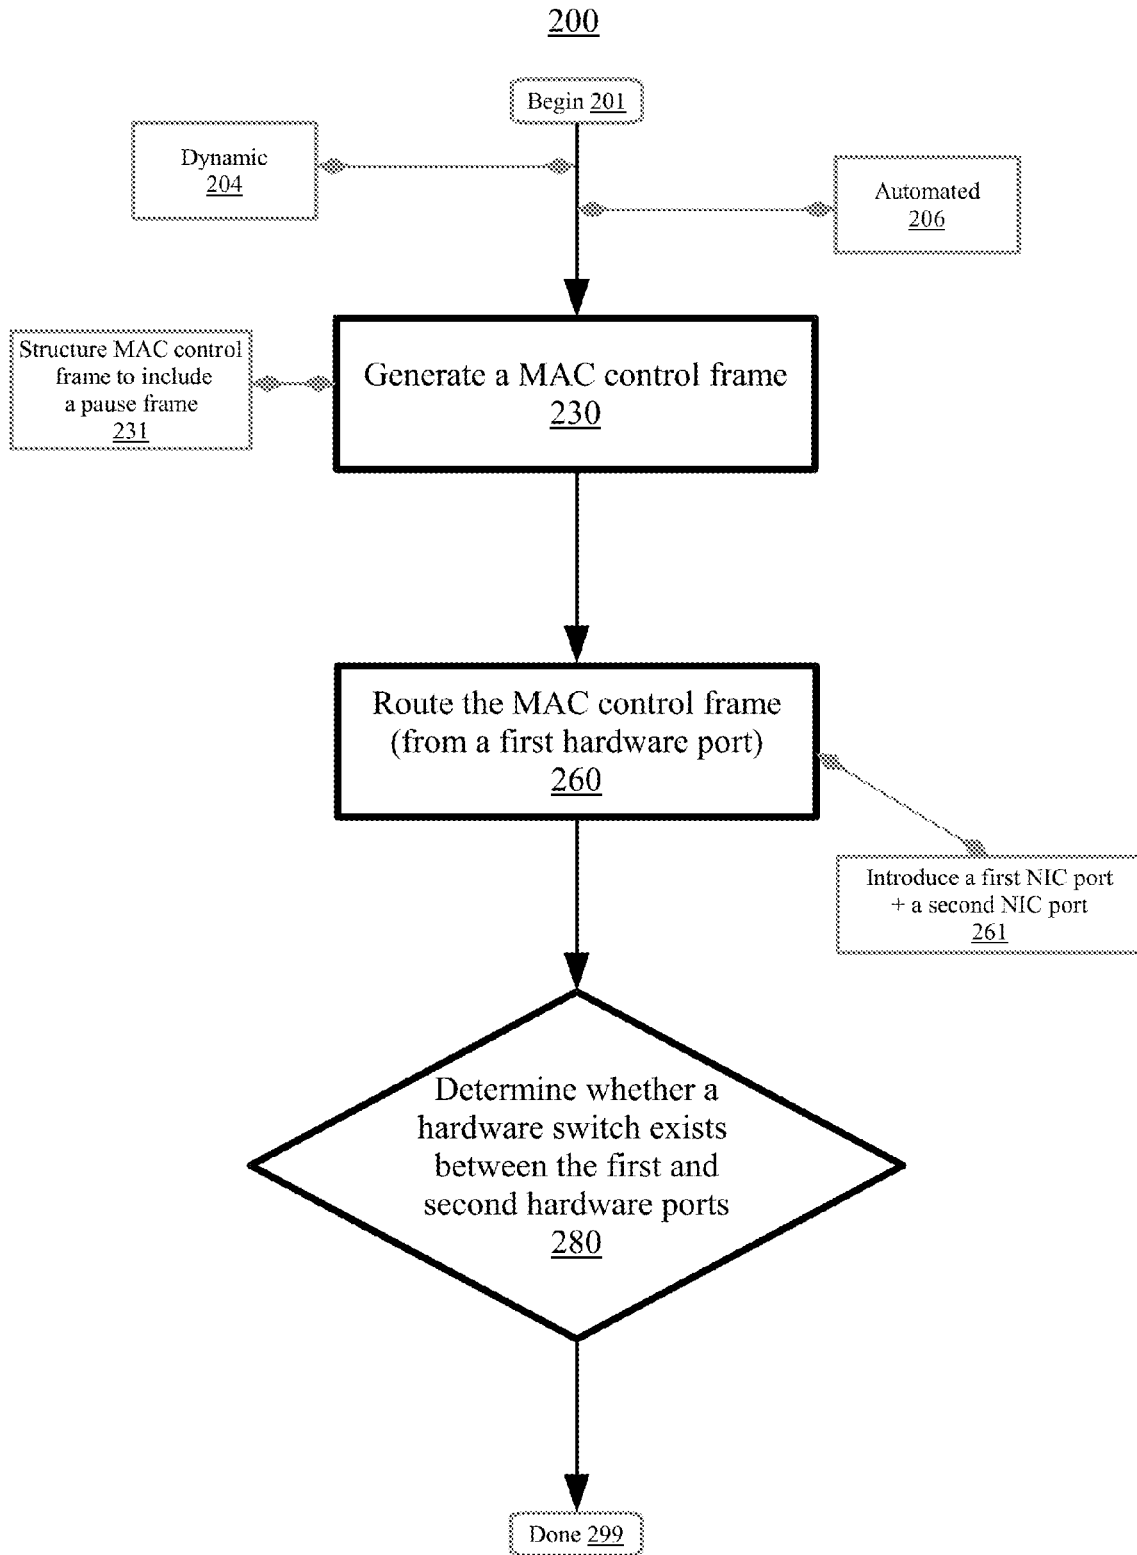 200
Begin 201
Dynamic
204
Automated
206
Structure MAC control
frame to include
a pause frame
231
Generate a MAC control frame
230
Route the MAC control frame
(from a first hardware port)
260
Introduce a first NIC port
+ a second NIC port
261
Determine whether a
hardware switch exists
between the first and
second hardware ports
280
Done 299